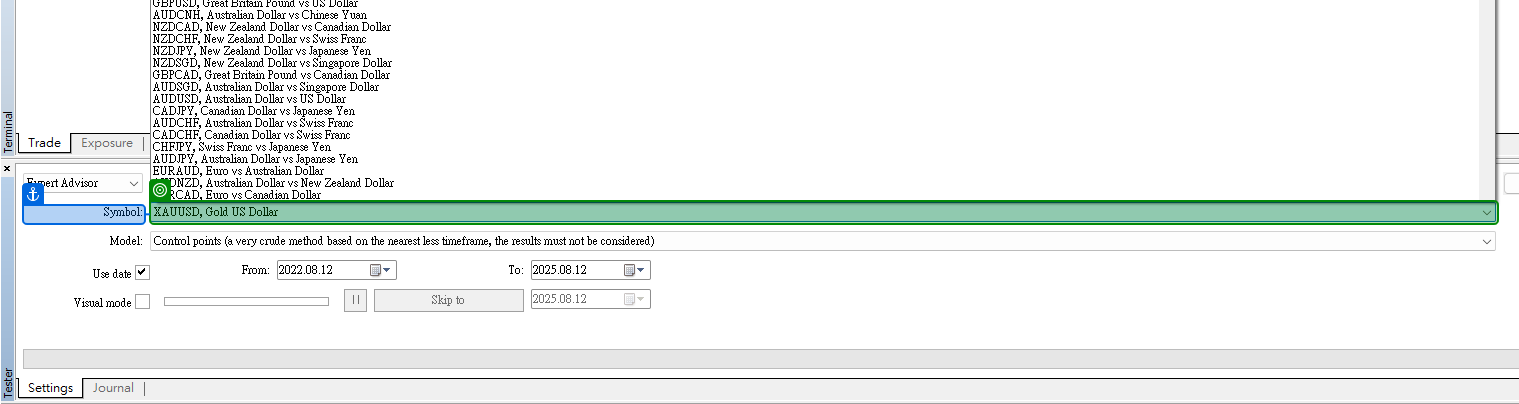 GBPUSD, Great Britain Pound vs US Dollar
AUDCNH, Australian Dollar vs Chinese Yuan
NZDCAD, New Zealand Dollar vs Canadian Dollar
NZDCHF, New Zealand Dollar vs Swiss Franc
NZDJPY, New Zealand Dollar vs Japanese Yen
NZDSGD, New Zealand Dollar vs Singapore Dollar
GBPCAD, Great Britain Pound vs Canadian Dollar
AUDSGD, Australian Dollar vs Singapore Dollar
AUDUSD, Australian Dollar vs US Dollar
CADJPY, Canadian Dollar vs Japanese Yen
AUDCHF, Australian Dollar vs Swiss Franc
CADCHF, Canadian Dollar vs Swiss Franc
CHFJPY, Swiss Franc vs Japanese Yen
AUDJPY, Australian Dollar vs Japanese Yen
EURAUD, Euro vs Australian Dollar
Australian Dollar vs New Zealand Dollar
Euro vs Canadian Dollar
Terminal
Trade Exposure
Expert Advisor
Symbol: XAUUSD, Gold US Dollar
Model: Control points (a very crude method based on the nearest less timeframe, the results must not be considered)
Use date From: 2022.08.12 To: 2025.08.12
Visual mode Skip to 2025.08.12
Tester
Settings Journal